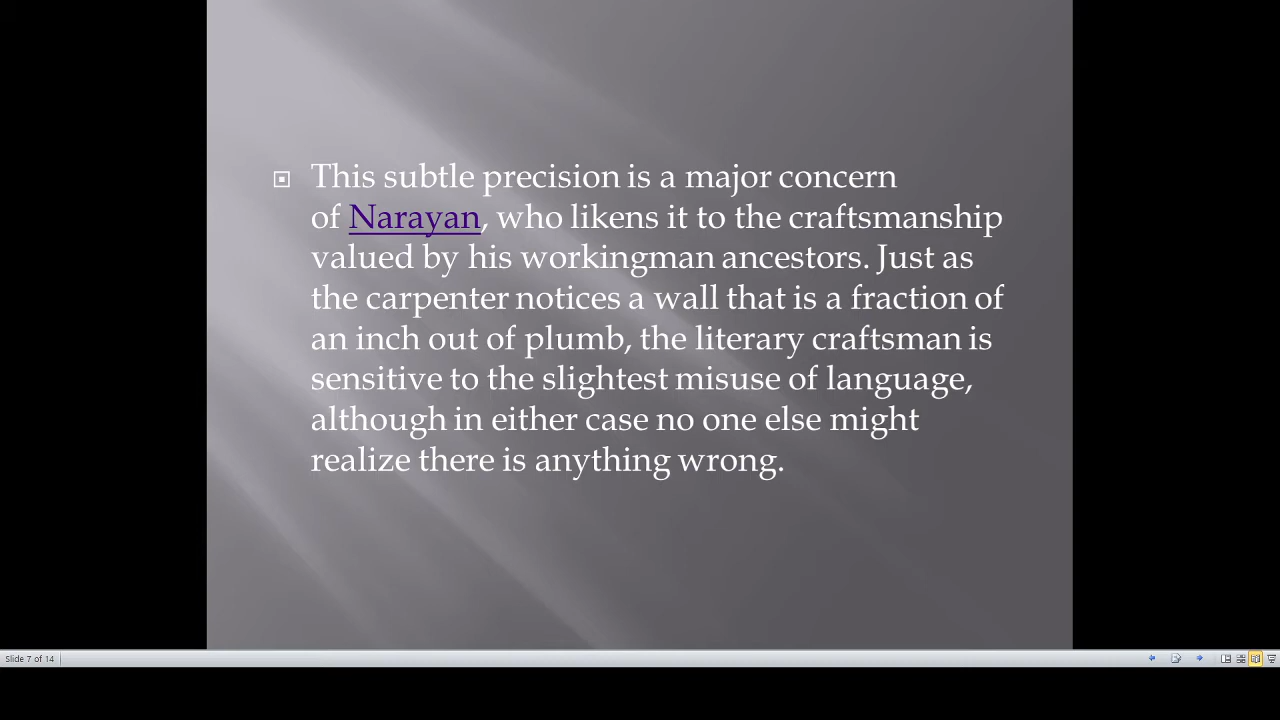 This subtle precision is a major concern
of Narayan, who likens it to the craftsmanship
valued by his workingman ancestors. Just as
the carpenter notices a wall that is a fraction of
an inch out of plumb, the literary craftsman is
sensitive to the slightest misuse of language,
although in either case no one else might
realize there is anything wrong.
Slide 7 of 14